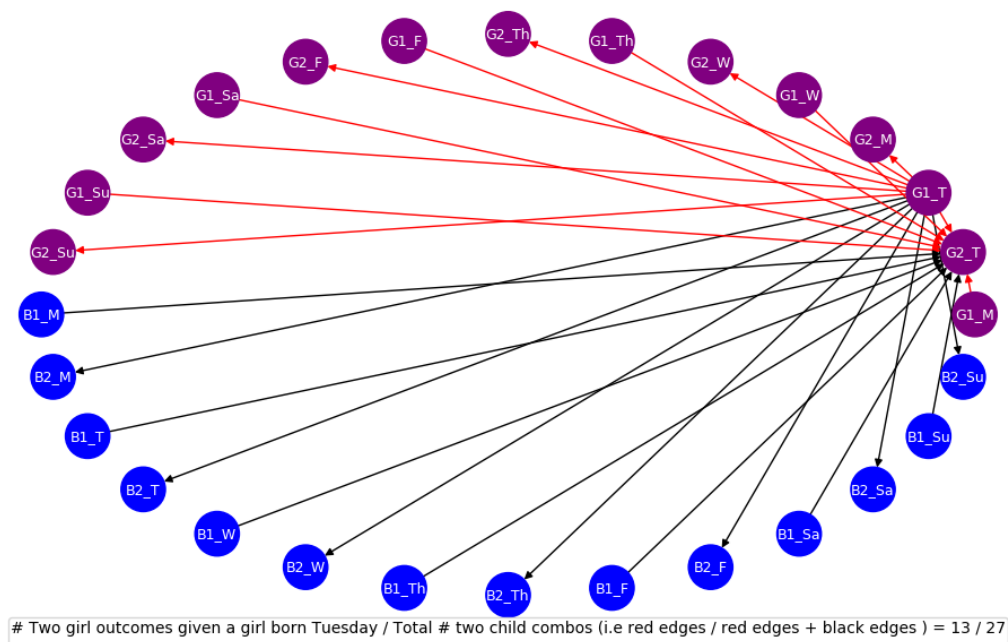 G1_F
G2_Th
G1_Th
G2_F
G2_W
G1_Sa
G1_W
G2_Sa
G2_M
G1_Su
G1_T
G2_Su
G2_T
B1_M
G1_M
B2_M
B2_Su
B1_T
B1_Su
B2_T
B2_Sa
B1_W
B1_Sa
B2_W
B2_F
B1_Th
B2_Th
B1_F
# Two girl outcomes given a girl born Tuesday / Total # two child combos (i.e red edges / red edges + black edges ) = 13 / 27